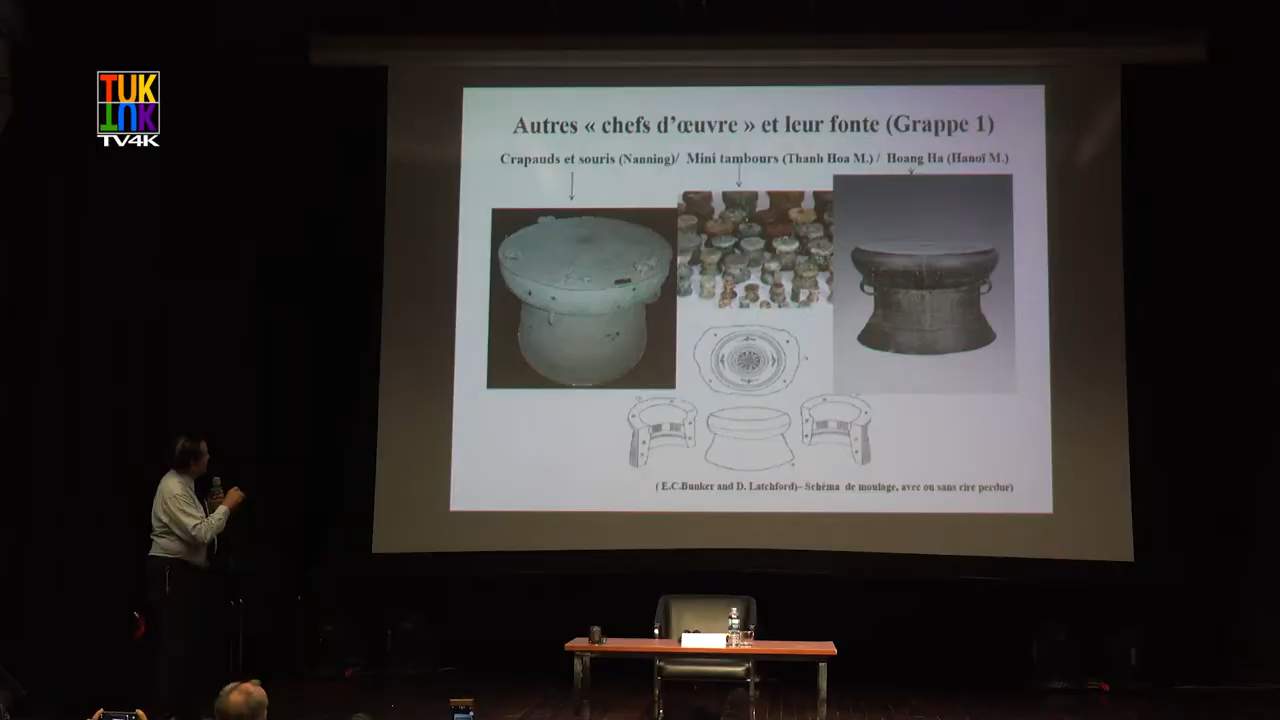 TUK
TUK
TV4K
Autres « chefs d'œuvre » et leur fonte (Grappe 1)
Crapauds et souris (Nanning)/ Mini tambours (Thanh Hoa M.) / Hoang Ha (Hanoï M.)
( E.C.Bunker and D. Latchford)– Schéma de moulage, avec ou sans cire perdue)